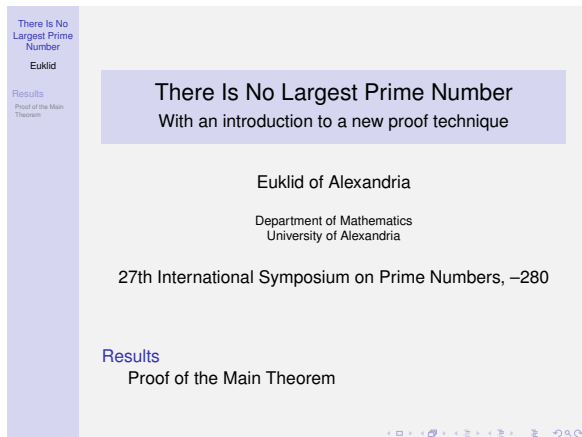 There Is No
Largest Prime
Number
Euklid
Results
Proof of the Main
Theorem
There Is No Largest Prime Number
With an introduction to a new proof technique
Euklid of Alexandria
Department of Mathematics
University of Alexandria
27th International Symposium on Prime Numbers, –280
Results
Proof of the Main Theorem